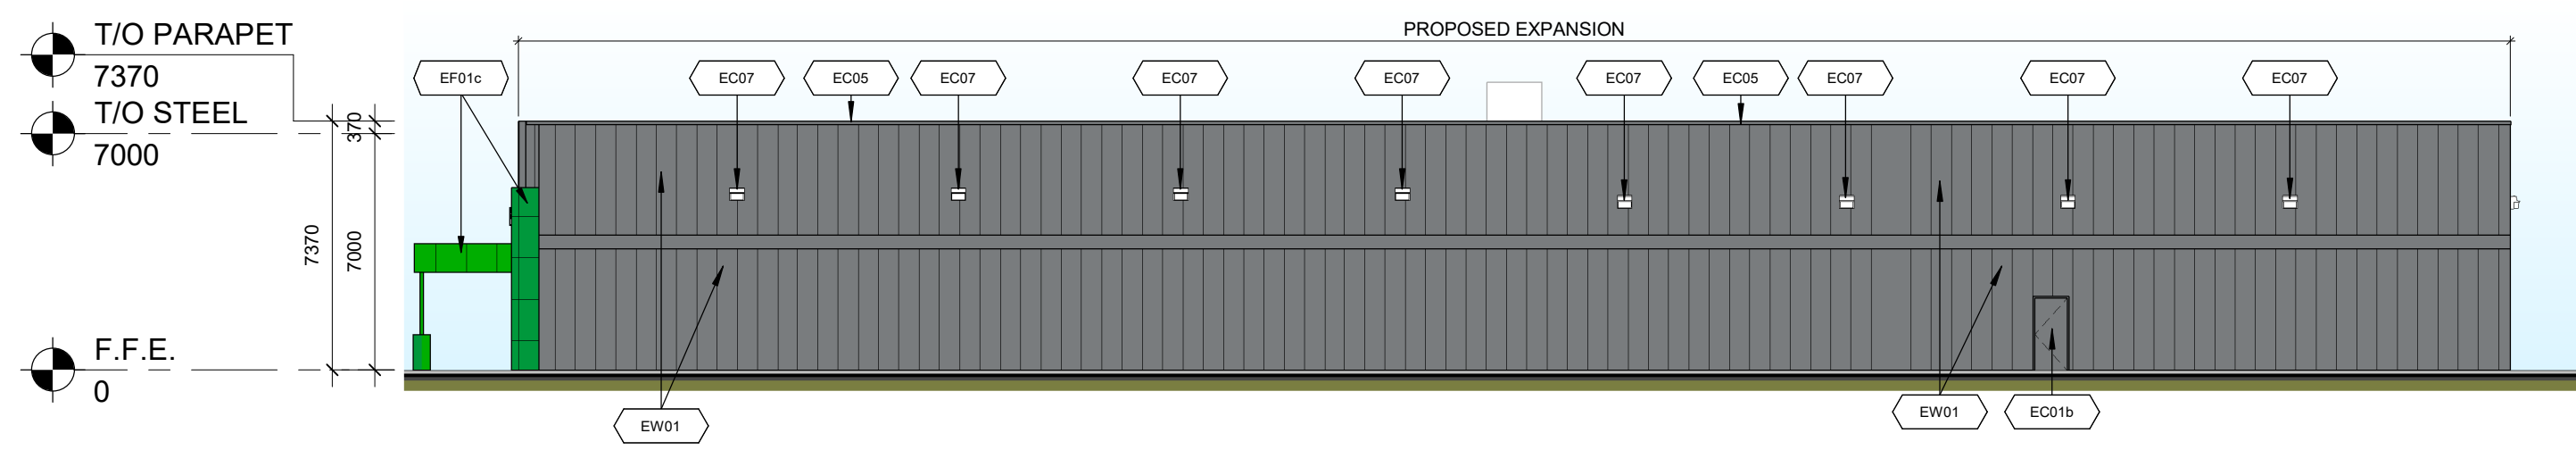 T/O PARAPET
7370
T/O STEEL
7000
F.F.E.
0
370
7370
7000
PROPOSED EXPANSION
EF01c
EC07
EC05
EC07
EC07
EC07
EC07
EC05
EC07
EC07
EC07
EW01
EW01
EC01b